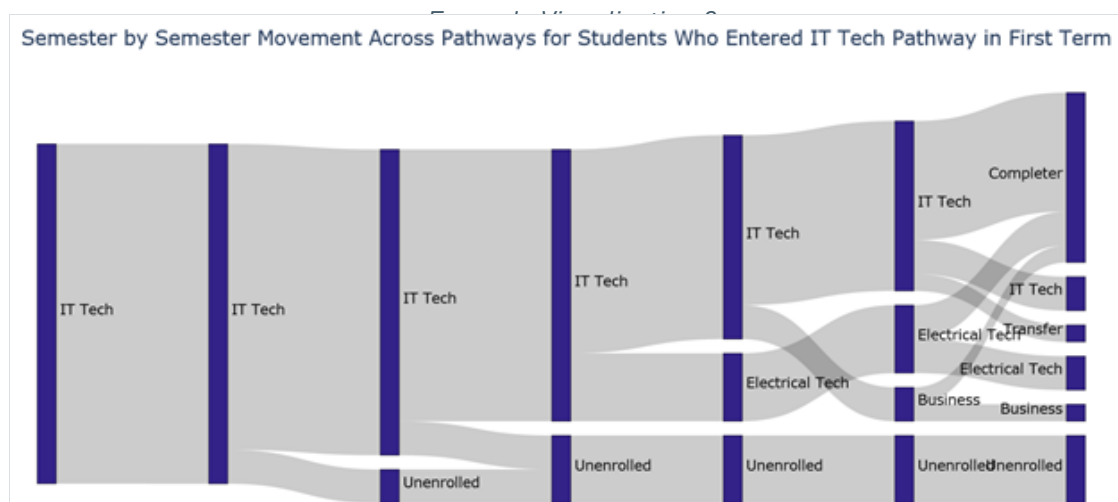 Semester by Semester Movement Across Pathways for Students Who Entered IT Tech Pathway in First Term
Completer
IT Tech
IT Tech
IT Tech
IT Tech
IT Tech
IT Tech
IT Tech
Transfer
Electrical Tech
Electrical Tech
Electrical Tech
Business
Business
Unenrolled
Unenrolled
Unenrolled
Unenrolled
Unenrolled